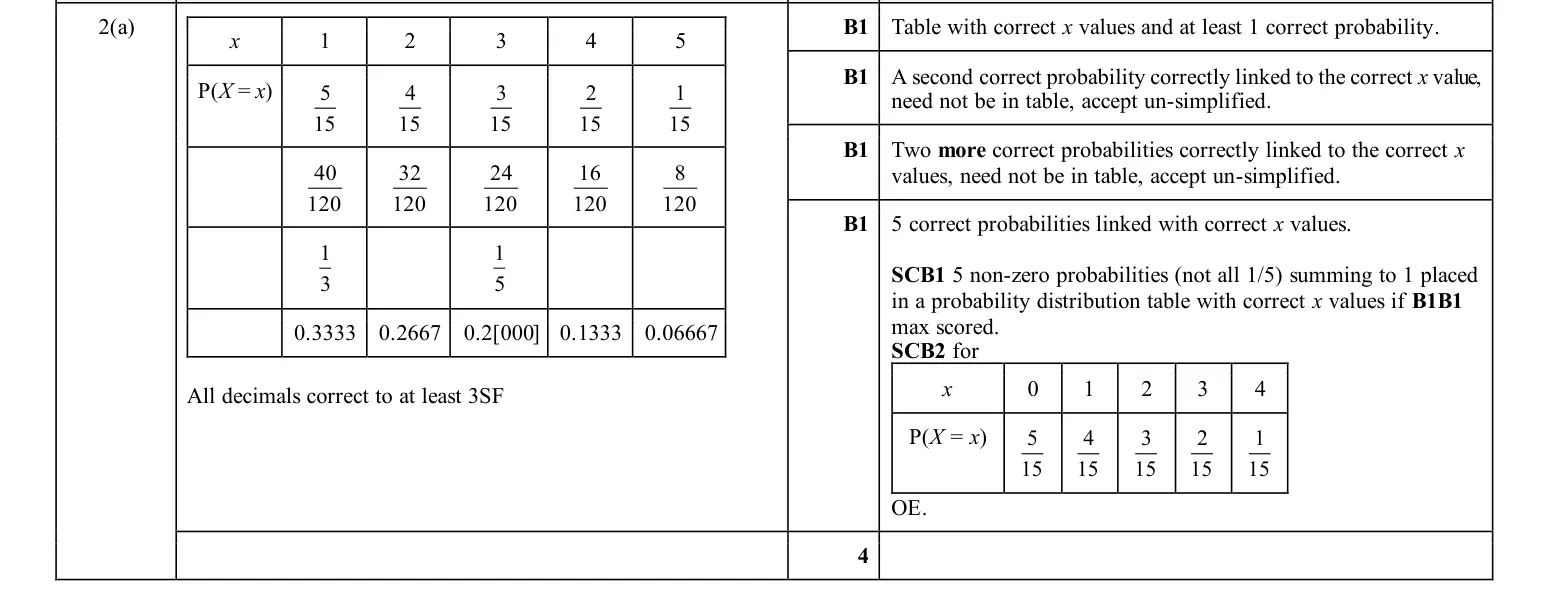 2(a)
x 1 2 3 4 5
P(X = x) 5/15 4/15 3/15 2/15 1/15
40/120 32/120 24/120 16/120 8/120
1/3 1/5
0.3333 0.2667 0.2[000] 0.1333 0.06667
All decimals correct to at least 3SF
B1 Table with correct x values and at least 1 correct probability.
B1 A second correct probability correctly linked to the correct x value,
need not be in table, accept un-simplified.
B1 Two more correct probabilities correctly linked to the correct x
values, need not be in table, accept un-simplified.
B1 5 correct probabilities linked with correct x values.
SCB1 5 non-zero probabilities (not all 1/5) summing to 1 placed
in a probability distribution table with correct x values if B1B1
max scored.
SCB2 for
x 0 1 2 3 4
P(X = x) 5/15 4/15 3/15 2/15 1/15
OE.
4